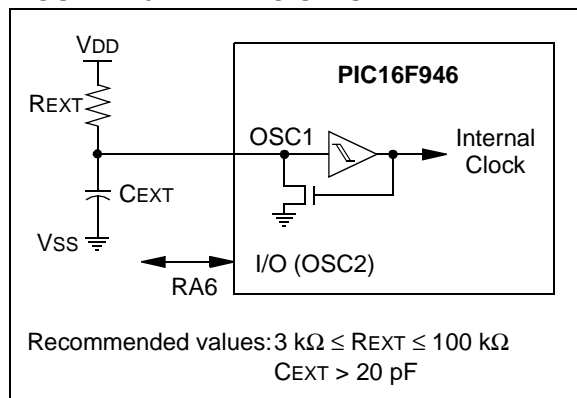 VDD
PIC16F946
REXT
OSC1
Internal
Clock
CEXT
VSS
I/O (OSC2)
RA6
Recommended values: 3 kΩ ≤ REXT ≤ 100 kΩ
CEXT > 20 pF